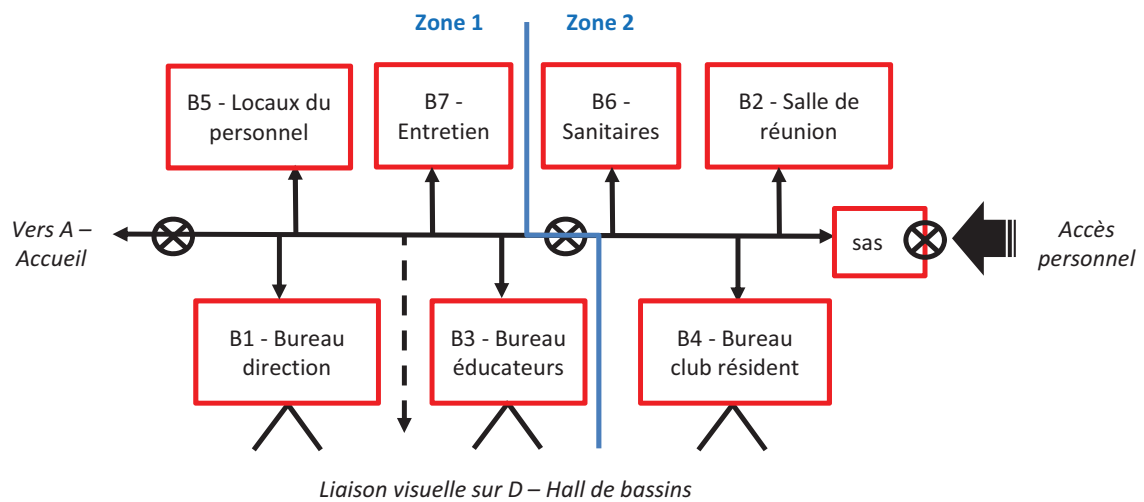 Zone 1
Zone 2
B5 - Locaux du
personnel
B7 -
Entretien
B6 -
Sanitaires
B2 - Salle de
réunion
Vers A –
Accueil
sas
Accès
personnel
B1 - Bureau
direction
B3 - Bureau
éducateurs
B4 - Bureau
club résident
Liaison visuelle sur D – Hall de bassins